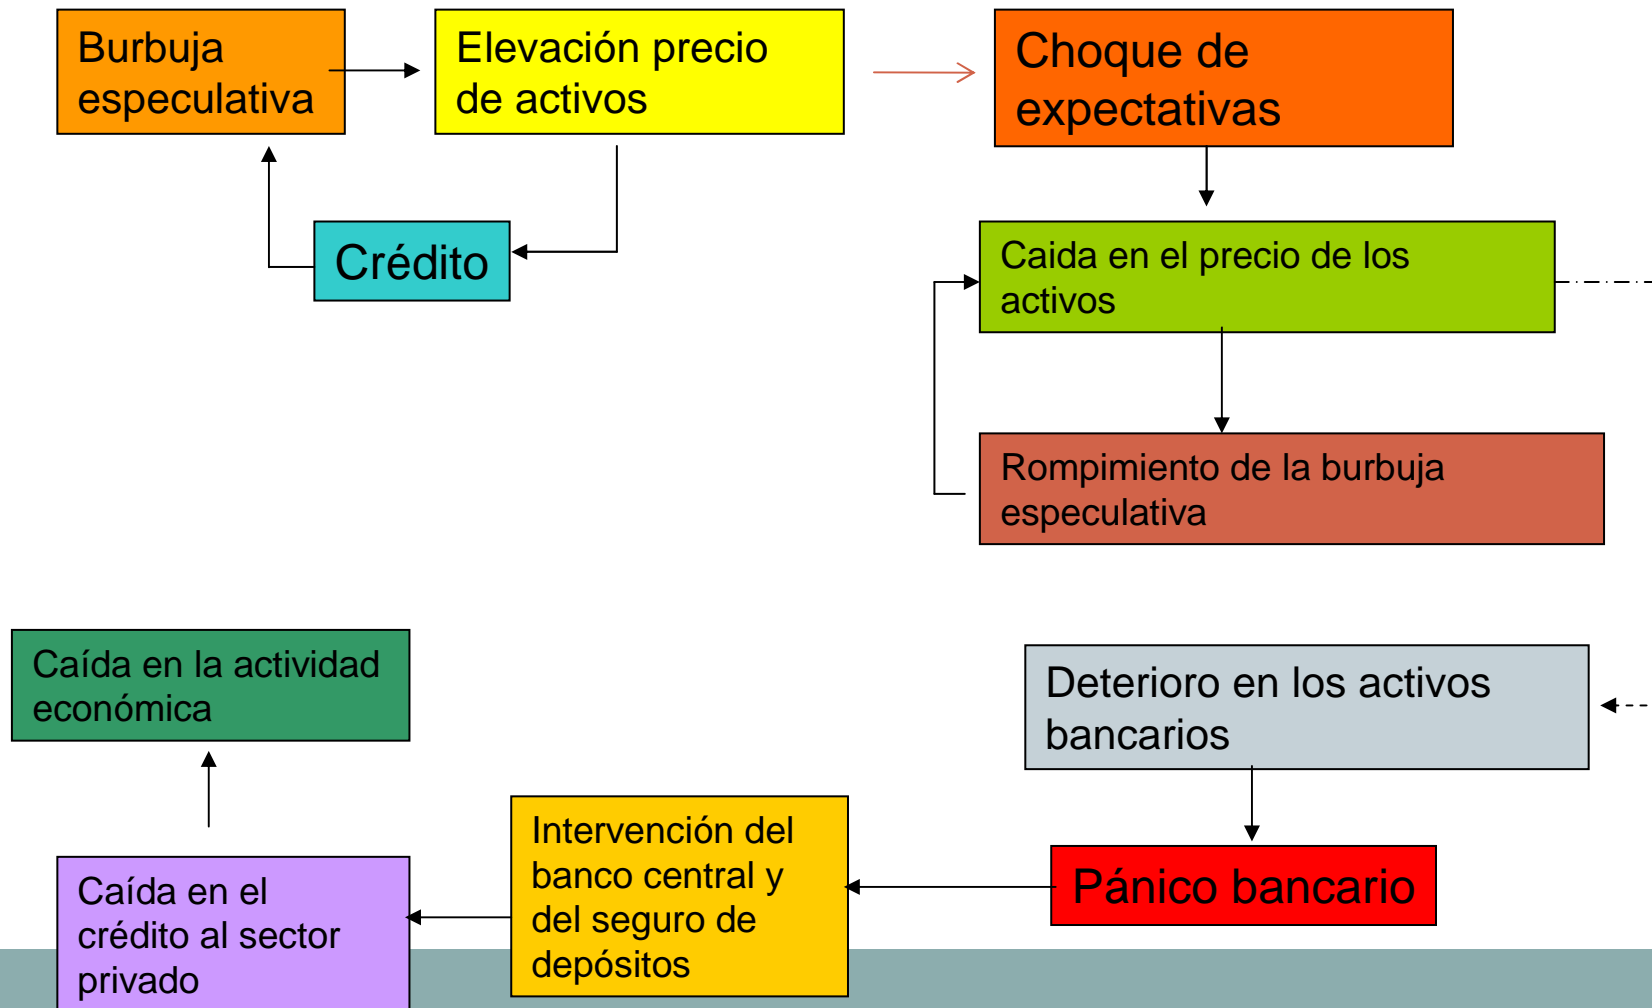 Burbuja
especulativa
Elevación precio
de activos
Choque de
expectativas
Crédito
Caida en el precio de los
activos
Rompimiento de la burbuja
especulativa
Caída en la actividad
económica
Deterioro en los activos
bancarios
Intervención del
banco central y
del seguro de
depósitos
Pánico bancario
Caída en el
crédito al sector
privado